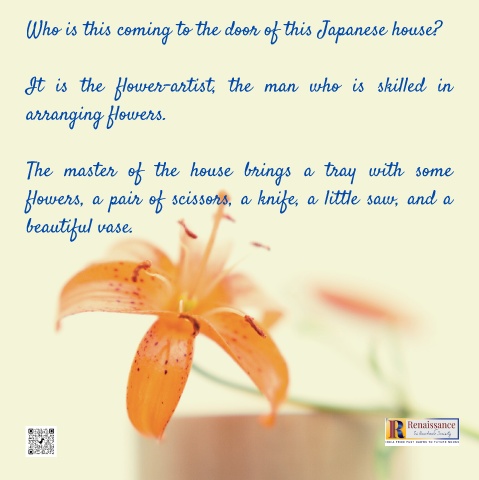 Who is this coming to the door of this Japanese house?
It is the flower-artist, the man who is skilled in
arranging flowers.
The master of the house brings a tray with some
flowers, a pair of scissors, a knife, a little saw, and a
beautiful vase.
Renaissance